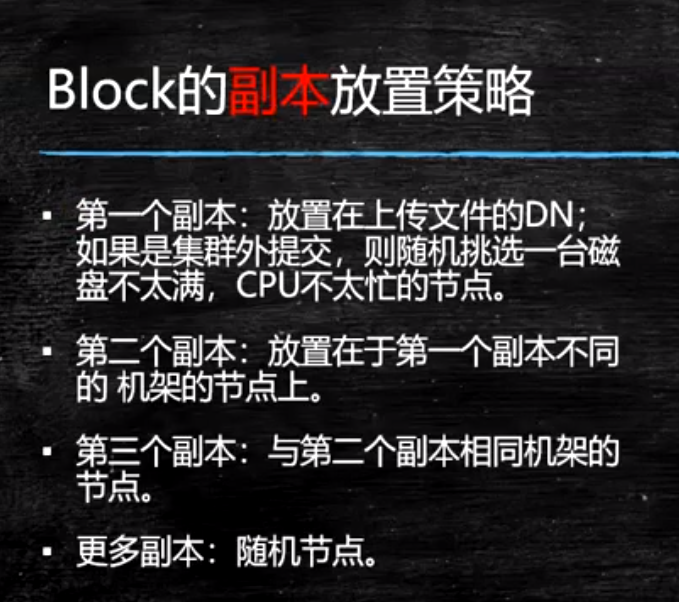 Block的副本放置策略
▪ 第一个副本：放置在上传文件的DN；
如果是集群外提交，则随机挑选一台磁
盘不太满，CPU不太忙的节点。
▪ 第二个副本：放置在于第一个副本不同
的 机架的节点上。
▪ 第三个副本：与第二个副本相同机架的
节点。
▪ 更多副本：随机节点。